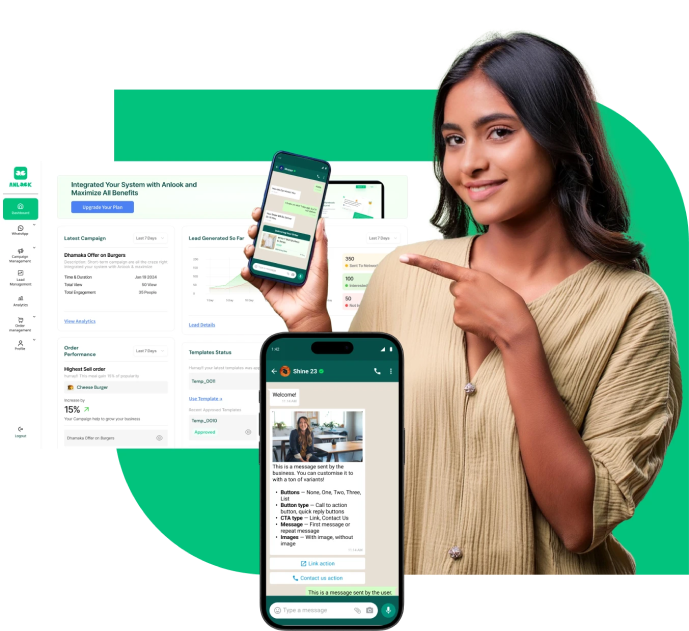 ANLOOK
Dashboard
WhatsApp
Campaign
Management
Lead
Management
Analytics
Order
management
Profile
Logout
Integrated Your System with Anlook and
Maximize All Benefits
Upgrade Your Plan
Latest Campaign
Last 7 Days
Dhamaka Offer on Burgers
Time & Duration
Jan 19 2024
Total View
50 View
Total Engagement
30 People
View Analytics
Lead Generated So Far
Last 7 Days
350
100
50
Lead Details
Order
Performance
Last 7 Days
Highest Sell order
Cheese Burger
Increase by
15%
Your Campaign help to grow your business
Dhamaka Offer on Burgers
Templates Status
Use Template
Temp_0010
Approved
1:42
Shine 23
Welcome!
This is a message sent by the
business. You can customise it to
with a ton of variants!
• Buttons — None, One, Two, Three,
List
• Button type — Call to action
button, quick reply buttons
• CTA type — Link, Contact Us
• Message — First message or
repeat message
• Images — With image, without
image
Link action
Contact us action
This is a message sent by the user.
Type a message